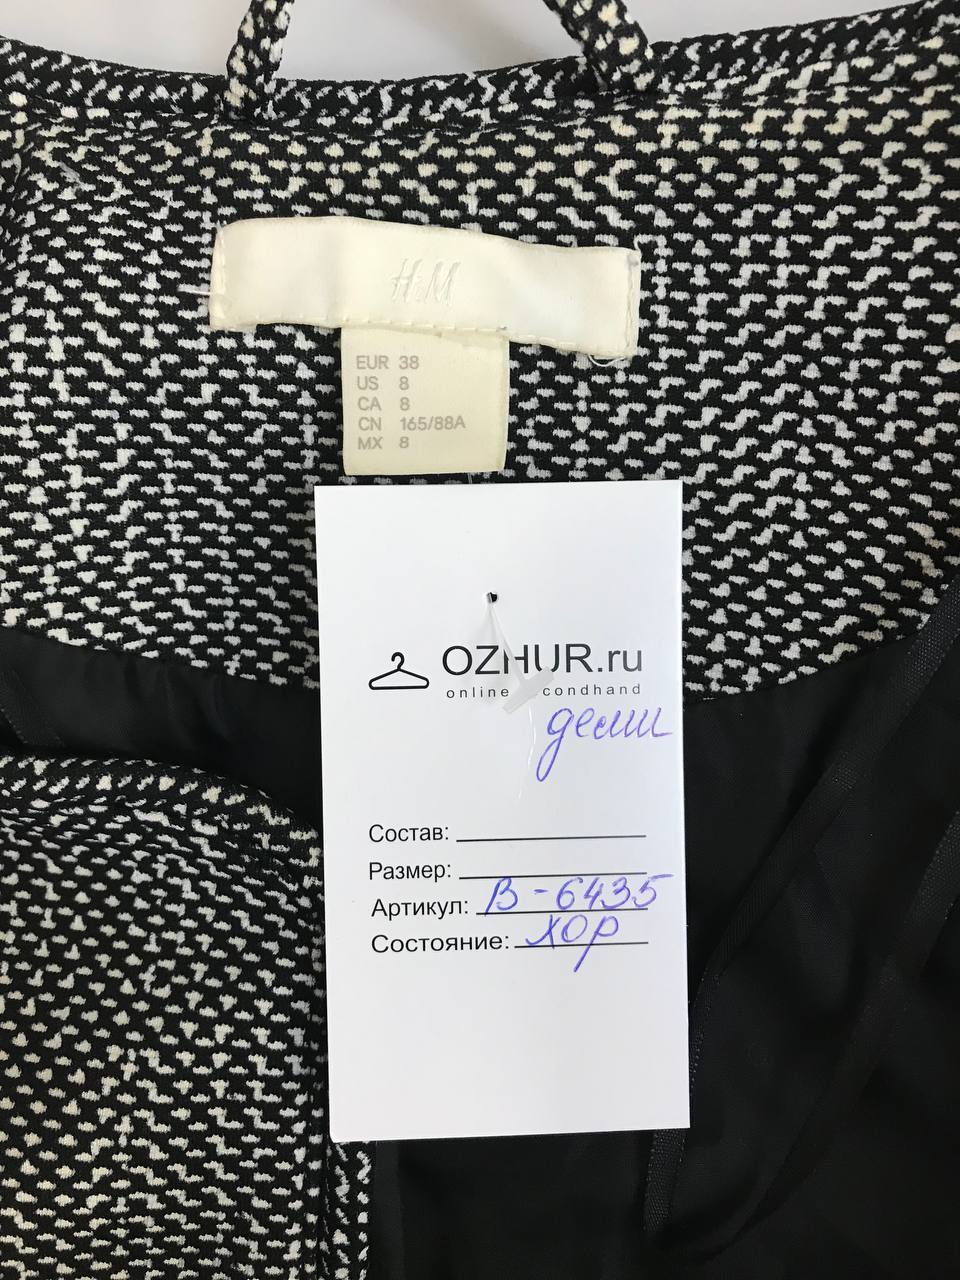 H&M
EUR 38
US 8
CA 8
CN 165/88A
MX 8
OZHUR.ru
online condhand
деми
Состав:
Размер:
Артикул: В-6435
Состояние: хор